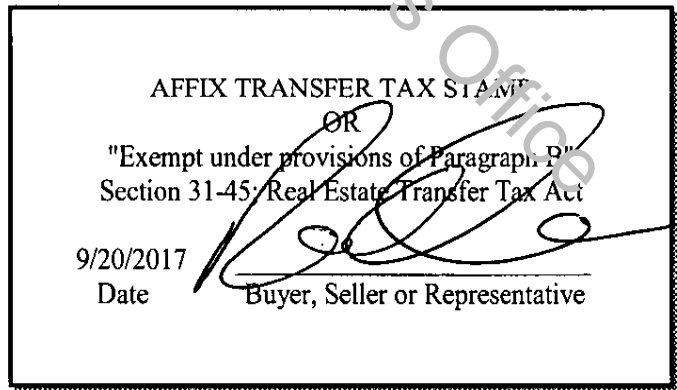 s Office
AFFIX TRANSFER TAX STAMP
OR
"Exempt under provisions of Paragraph B"
Section 31-45; Real Estate Transfer Tax Act
9/20/2017
Date Buyer, Seller or Representative